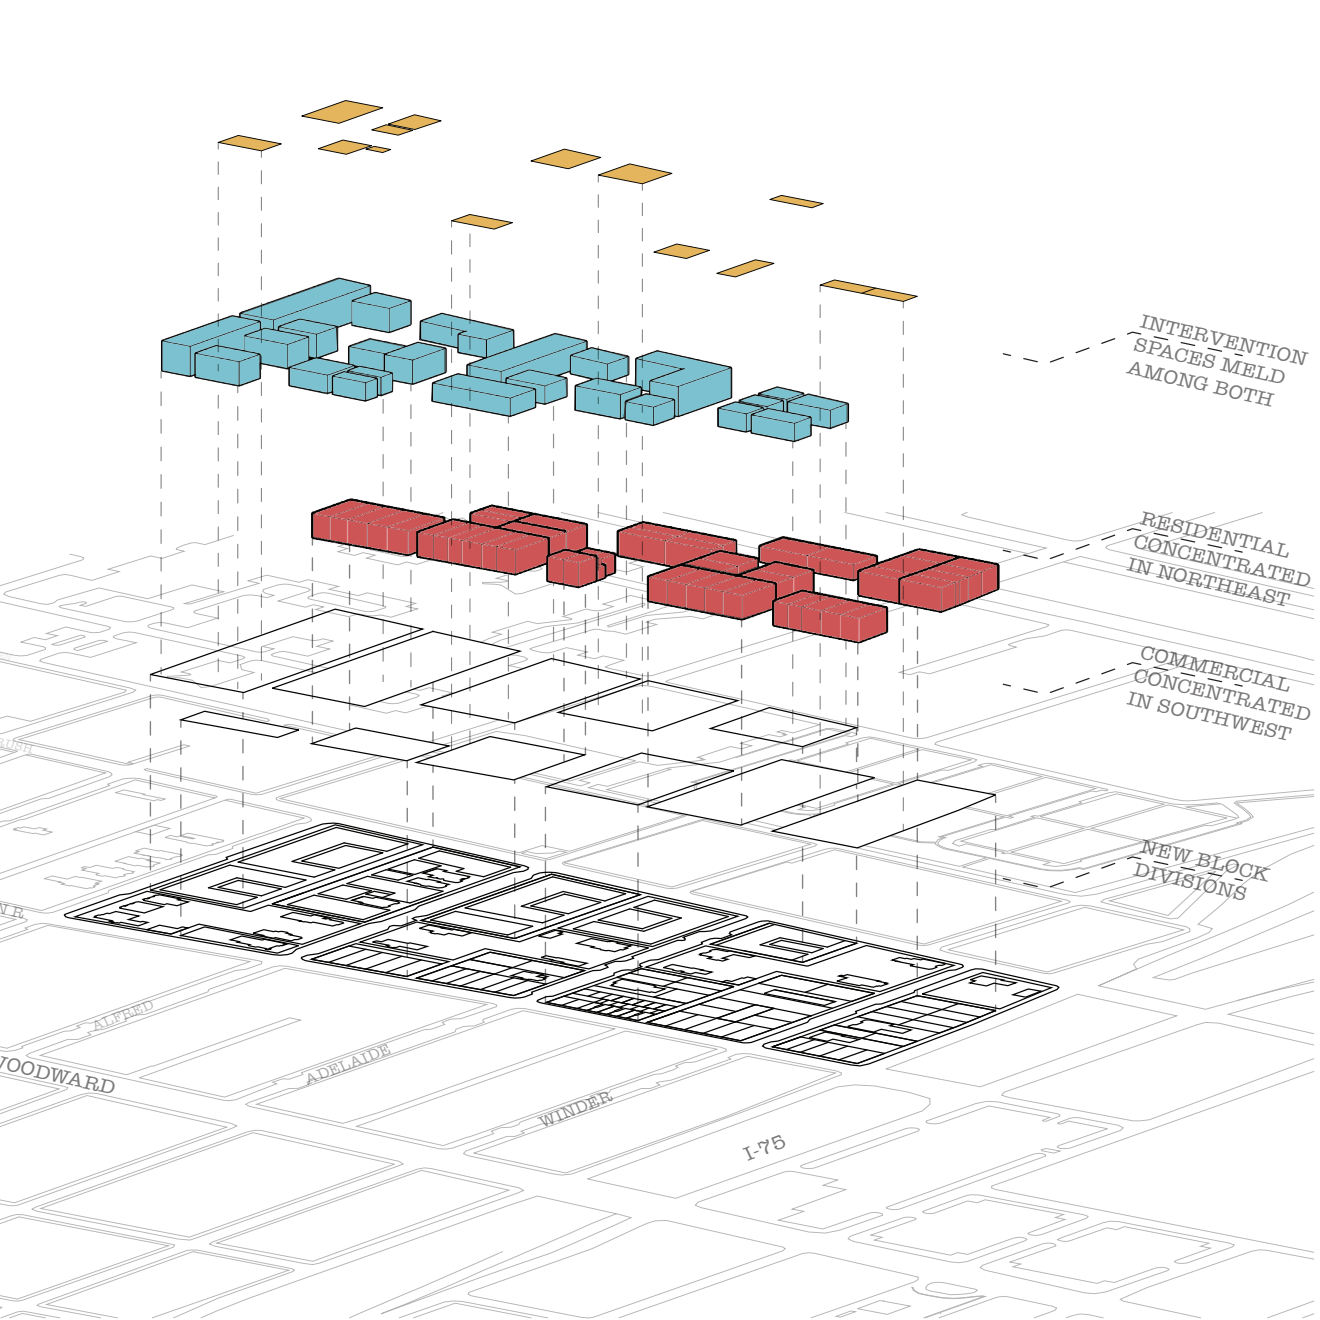 INTERVENTION
SPACES MELD
AMONG BOTH
RESIDENTIAL
CONCENTRATED
IN NORTHEAST
COMMERCIAL
CONCENTRATED
IN SOUTHWEST
NEW BLOCK
DIVISIONS
ALFRED
ADELAIDE
WOODWARD
WINDER
I-75